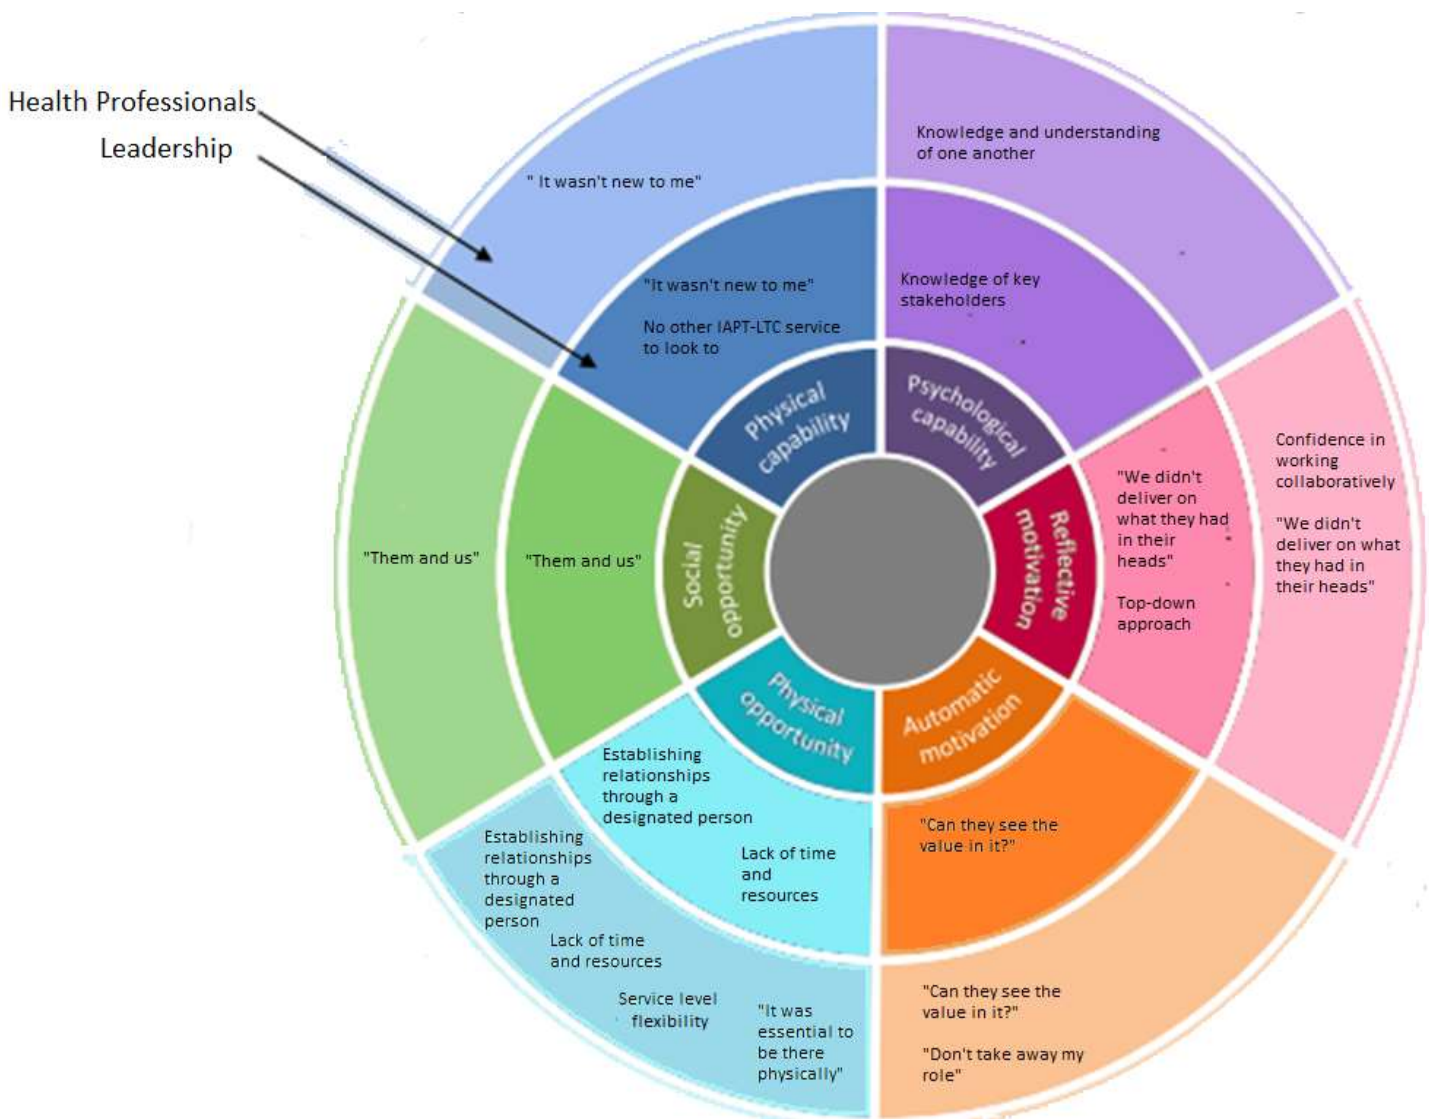 Health Professionals
Leadership
" It wasn't new to me"
"It wasn't new to me"
No other IAPT-LTC service
to look to
Physical
capability
Knowledge and understanding
of one another
Knowledge of key
stakeholders
Psychological
capability
Confidence in
working
collaboratively
"We didn't
deliver on what
they had in
their heads"
"We didn't
deliver on
what they had
in their
heads"
Top-down
approach
Reflective
motivation
"Them and us"
"Them and us"
Social
opportunity
Physical
opportunity
Establishing
relationships
through a
designated person
Lack of time
and
resources
Establishing
relationships
through a
designated
person
Lack of time
and resources
Service level
flexibility
"It was
essential to
be there
physically"
Automatic
motivation
"Can they see the
value in it?"
"Can they see the
value in it?"
"Don't take away my
role"